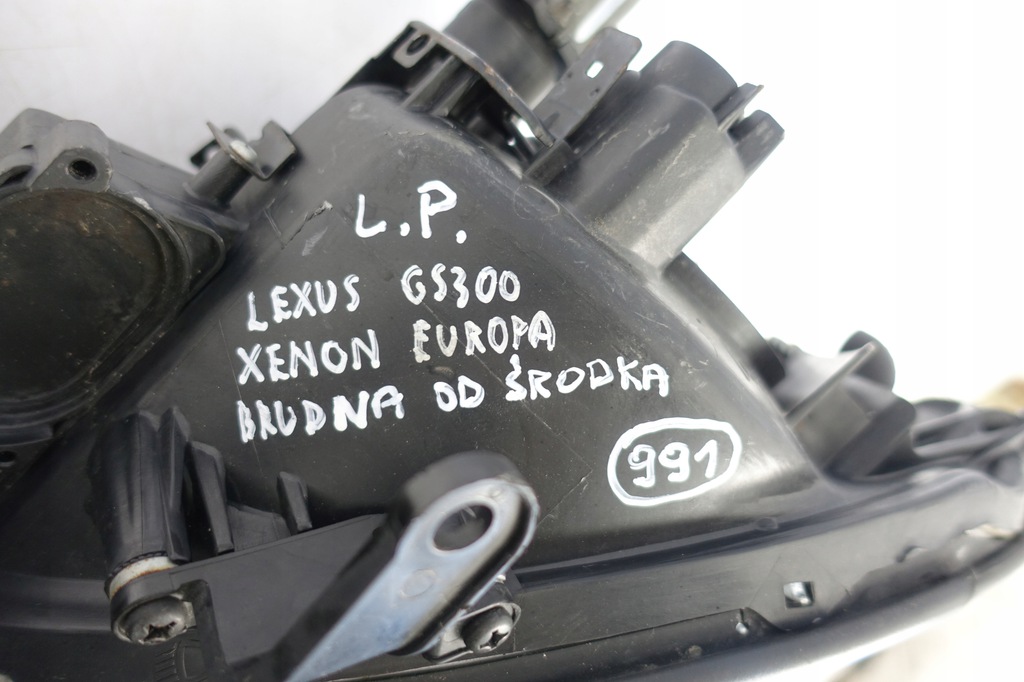 L.P.
LEXUS GS300
XENON EUROPA
BRUDNA OD ŚRODKA
991